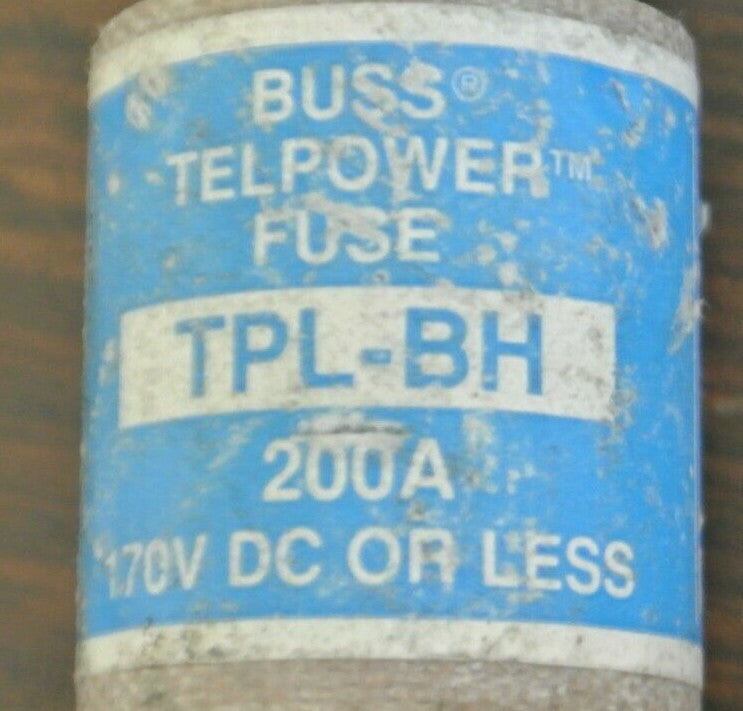 BUSS®
TELPOWER™
FUSE
TPL-BH
200A
170V DC OR LESS